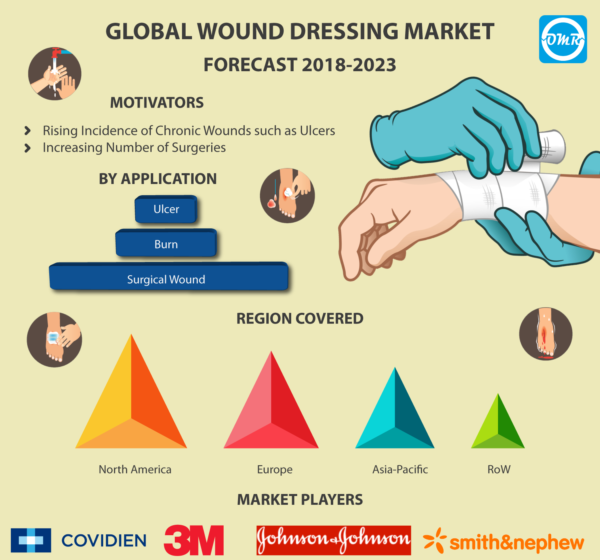 GLOBAL WOUND DRESSING MARKET
OMR
FORECAST 2018-2023
MOTIVATORS
Rising Incidence of Chronic Wounds such as Ulcers
Increasing Number of Surgeries
BY APPLICATION
Ulcer
Burn
Surgical Wound
REGION COVERED
North America
Europe
Asia-Pacific
RoW
MARKET PLAYERS
COVIDIEN
3M
Johnson & Johnson
smith&nephew